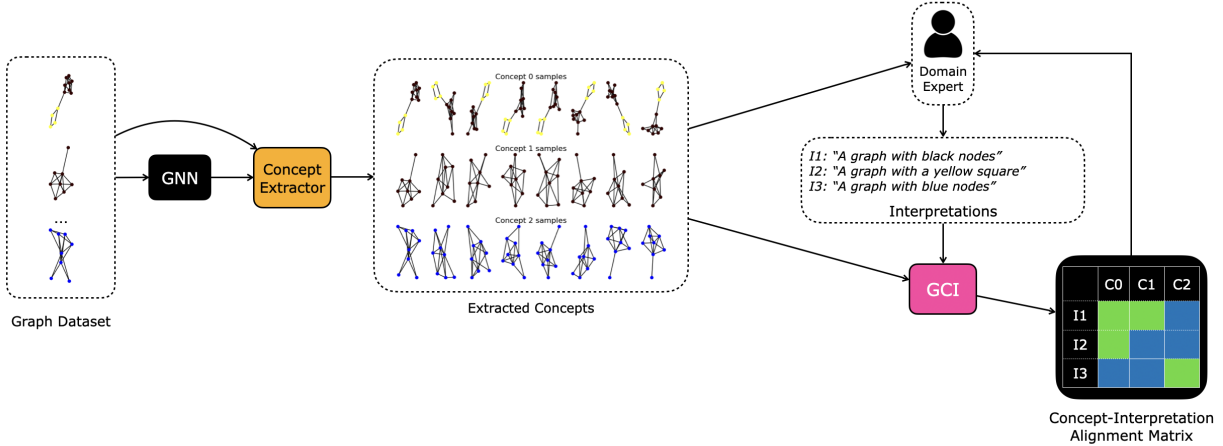 Graph Dataset
...
GNN
Concept
Extractor
Concept 0 samples
Concept 1 samples
Concept 2 samples
Extracted Concepts
Domain
Expert
I1: “A graph with black nodes”
I2: “A graph with a yellow square”
I3: “A graph with blue nodes”
Interpretations
GCI
C0 C1 C2
I1
I2
I3
Concept-Interpretation
Alignment Matrix